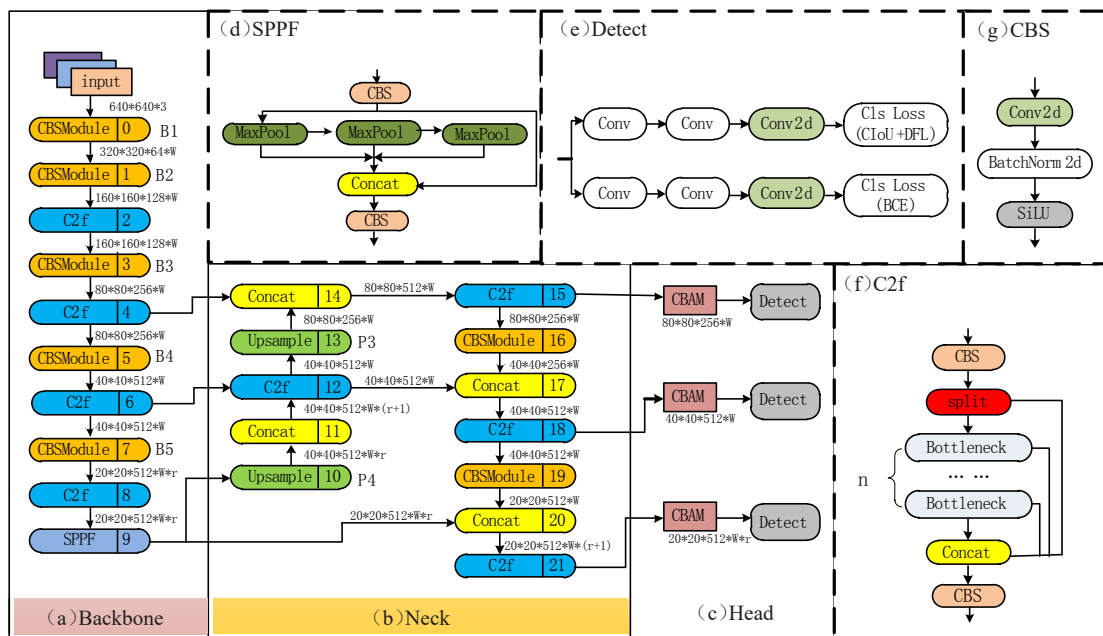 (d)SPPF
(e)Detect
(g)CBS
input
640*640*3
CBSModule 0 B1
320*320*64*W
CBSModule 1 B2
160*160*128*W
C2f 2
160*160*128*W
CBSModule 3 B3
80*80*256*W
C2f 4
80*80*256*W
CBSModule 5 B4
40*40*512*W
C2f 6
40*40*512*W
CBSModule 7 B5
20*20*512*W*r
C2f 8
20*20*512*W*r
SPPF 9
(a)Backbone
CBS
MaxPool MaxPool MaxPool
Concat
CBS
Conv Conv Conv2d Cls Loss
(CIoU+DFL)
Conv Conv Conv2d Cls Loss
(BCE)
Conv2d
BatchNorm2d
SiLU
Concat 14
80*80*512*W
80*80*256*W
Upsample 13 P3
40*40*512*W
C2f 12
40*40*512*W
40*40*512*W*(r+1)
Concat 11
40*40*512*W*r
Upsample 10 P4
20*20*512*W*r
C2f 15
80*80*256*W
CBSModule 16
40*40*256*W
Concat 17
40*40*512*W
C2f 18
40*40*512*W
CBSModule 19
20*20*512*W
Concat 20
20*20*512*W*(r+1)
C2f 21
(b)Neck
CBAM Detect
80*80*256*W
CBAM Detect
40*40*512*W
CBAM Detect
20*20*512*W*r
(c)Head
(f)C2f
CBS
split
Bottleneck
... ...
n
Bottleneck
Concat
CBS